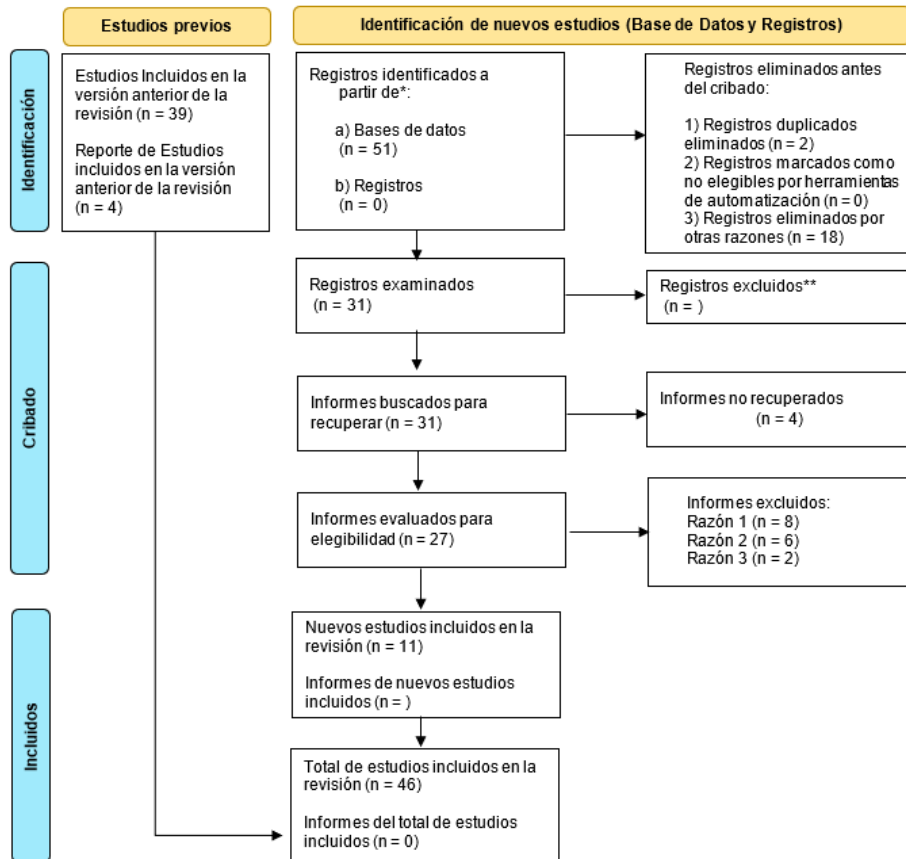 Estudios previos
Identificación de nuevos estudios (Base de Datos y Registros)
Identificación
Estudios Incluidos en la
versión anterior de la
revisión (n = 39)
Reporte de Estudios
incluidos en la versión
anterior de la revisión
(n = 4)
Registros identificados a
partir de*:
a) Bases de datos
(n = 51)
b) Registros
(n = 0)
Registros eliminados antes
del cribado:
1) Registros duplicados
eliminados (n = 2)
2) Registros marcados como
no elegibles por herramientas
de automatización (n = 0)
3) Registros eliminados por
otras razones (n = 18)
Cribado
Registros examinados
(n = 31)
Registros excluidos**
(n = )
Informes buscados para
recuperar (n = 31)
Informes no recuperados
(n = 4)
Informes evaluados para
elegibilidad (n = 27)
Informes excluidos:
Razón 1 (n = 8)
Razón 2 (n = 6)
Razón 3 (n = 2)
Incluidos
Nuevos estudios incluidos en la
revisión (n = 11)
Informes de nuevos estudios
incluidos (n = )
Total de estudios incluidos en la
revisión (n = 46)
Informes del total de estudios
incluidos (n = 0)